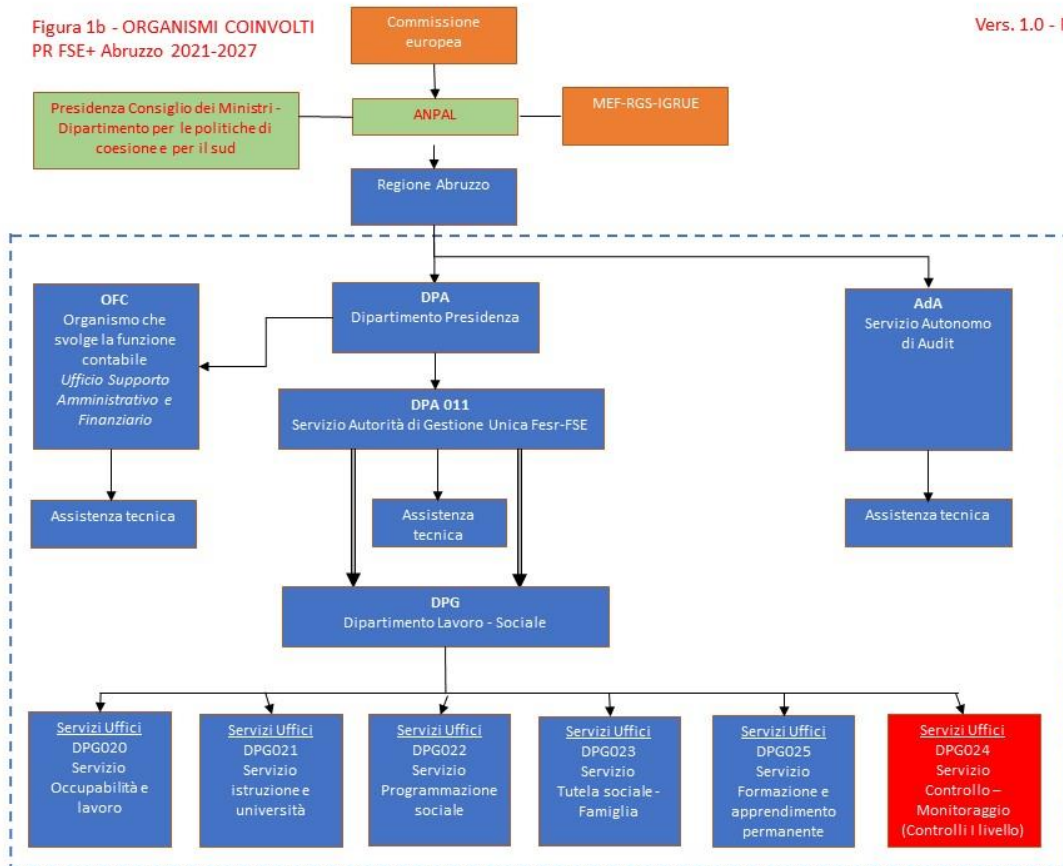 Figura 1b - ORGANISMI COINVOLTI
PR FSE+ Abruzzo 2021-2027
Vers. 1.0 -
Commissione
europea
Presidenza Consiglio dei Ministri -
Dipartimento per le politiche di
coesione e per il sud
ANPAL
MEF-RGS-IGRUE
Regione Abruzzo
OFC
Organismo che
svolge la funzione
contabile
Ufficio Supporto
Amministrativo e
Finanziario
DPA
Dipartimento Presidenza
AdA
Servizio Autonomo
di Audit
DPA 011
Servizio Autorità di Gestione Unica Fesr-FSE
Assistenza tecnica
Assistenza
tecnica
Assistenza tecnica
DPG
Dipartimento Lavoro - Sociale
Servizi Uffici
DPG020
Servizio
Occupabilità e
lavoro
Servizi Uffici
DPG021
Servizio
istruzione e
università
Servizi Uffici
DPG022
Servizio
Programmazione
sociale
Servizi Uffici
DPG023
Servizio
Tutela sociale -
Famiglia
Servizi Uffici
DPG025
Servizio
Formazione e
apprendimento
permanente
Servizi Uffici
DPG024
Servizio
Controllo –
Monitoraggio
(Controlli I livello)